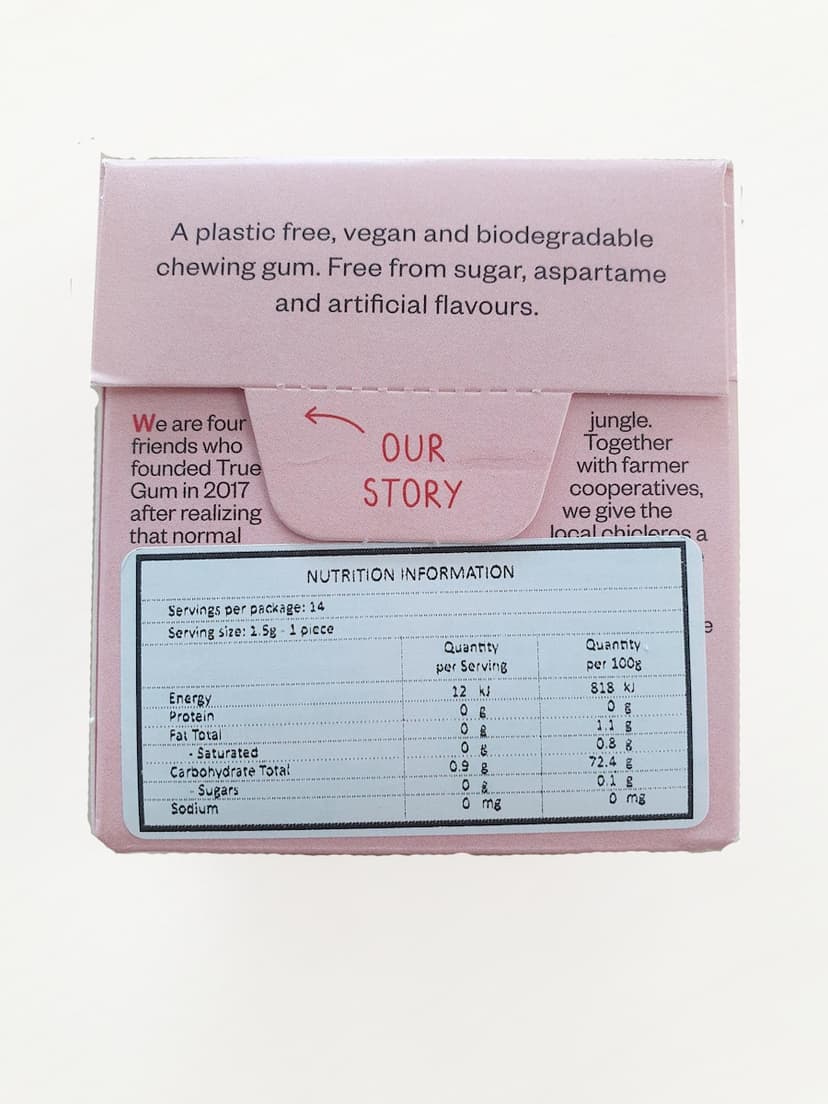 A plastic free, vegan and biodegradable
chewing gum. Free from sugar, aspartame
and artificial flavours.
We are four
friends who
founded True
Gum in 2017
after realizing
that normal
OUR
STORY
jungle.
Together
with farmer
cooperatives,
we give the
local chicleros a
e
NUTRITION INFORMATION
Servings per package: 14
Serving size: 1.5g - 1 piece
Quantity per Serving Quantity per 100g
Energy 12 kJ 818 kJ
Protein 0 g 0 g
Fat Total 0 g 1.1 g
- Saturated 0 g 0.8 g
Carbohydrate Total 0.9 g 72.4 g
- Sugars 0 g 0.1 g
Sodium 0 mg 0 mg